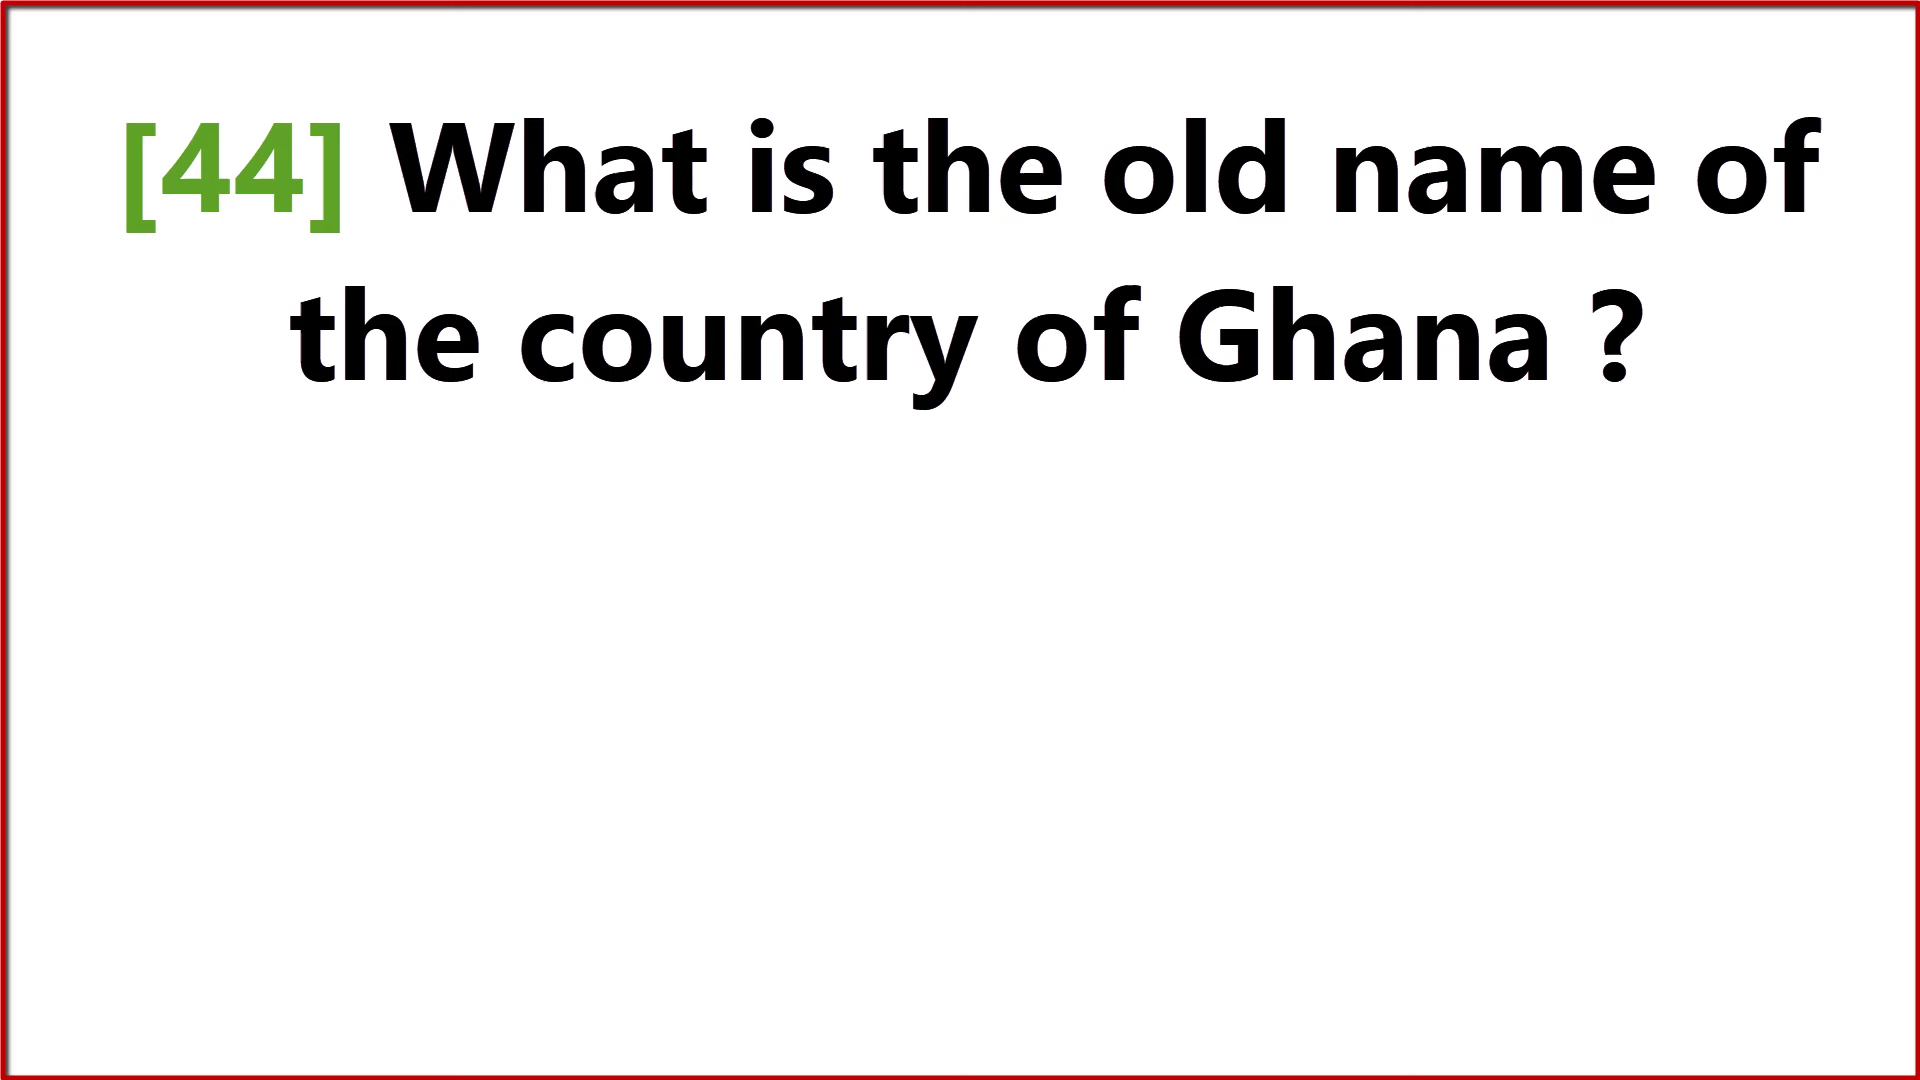 [44] What is the old name of
the country of Ghana ?